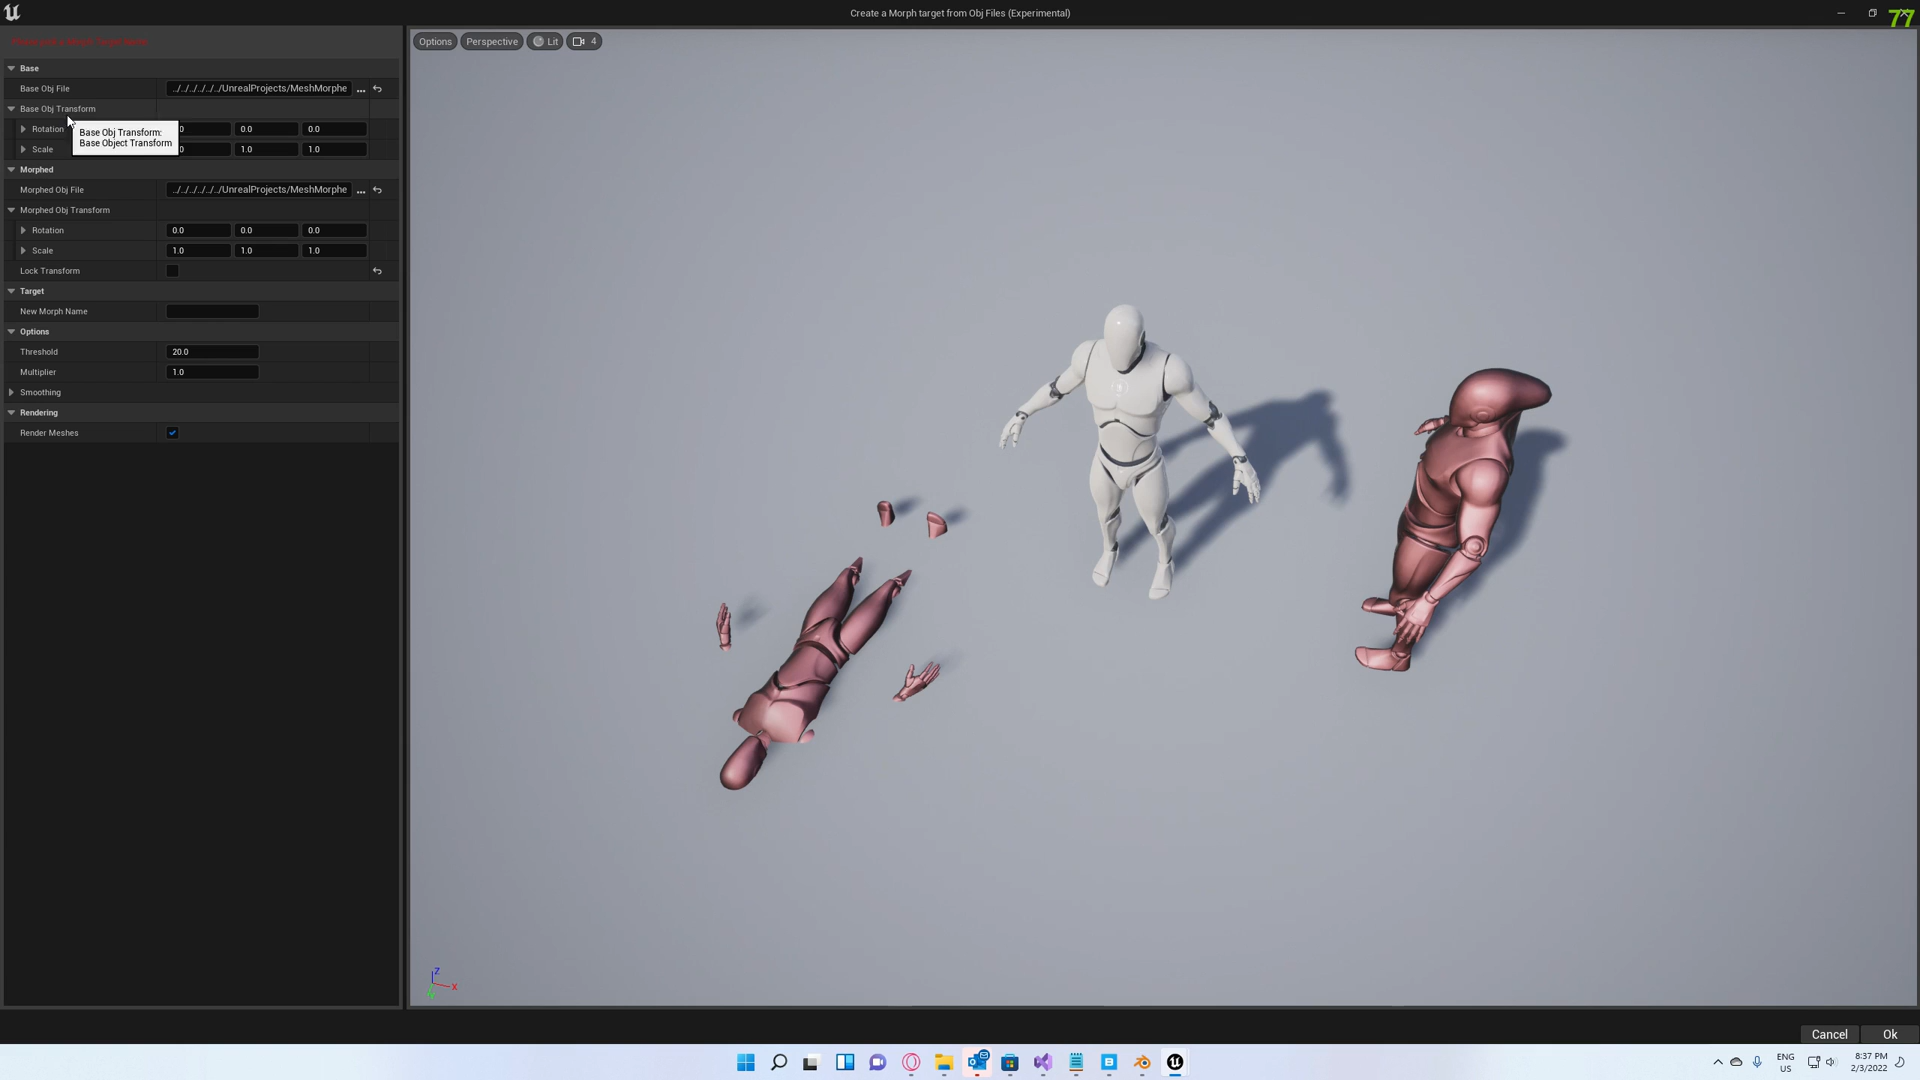 Create a Morph target from Obj Files (Experimental)
77
Options
Perspective
Lit
4
Base
Base Obj File
../../../../../../UnrealProjects/MeshMorphe
...
Base Obj Transform
Base Obj Transform:
Base Object Transform
Rotation
0.0
0.0
Scale
1.0
1.0
Morphed
Morphed Obj File
../../../../../../UnrealProjects/MeshMorphe
...
Morphed Obj Transform
Rotation
0.0
0.0
0.0
Scale
1.0
1.0
1.0
Lock Transform
Target
New Morph Name
Options
Threshold
20.0
Multiplier
1.0
Smoothing
Rendering
Render Meshes
Z
X
Cancel
Ok
ENG
US
8:37 PM
2/3/2022